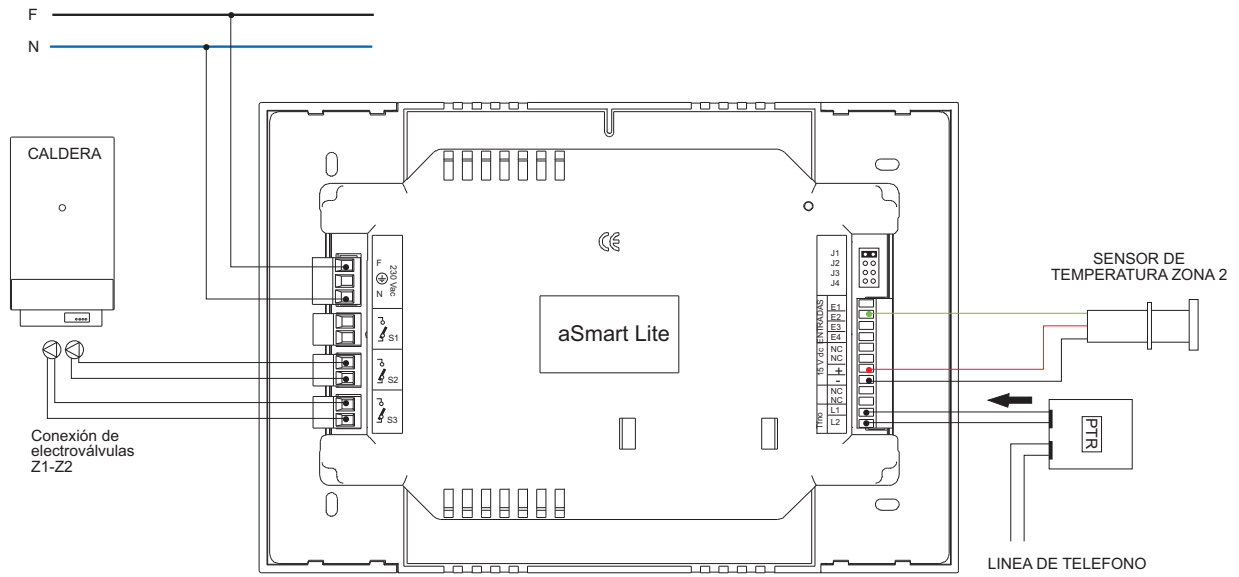 F
N
CALDERA
F
N
230 Vac
S1
S2
S3
Conexión de
electroválvulas
Z1-Z2
CE
aSmart Lite
J1
J2
J3
J4
ENTRADAS
E1
E2
E3
E4
15 V dc
NC
NC
+
-
NC
NC
Tfno
L1
L2
SENSOR DE
TEMPERATURA ZONA 2
PTR
LINEA DE TELEFONO